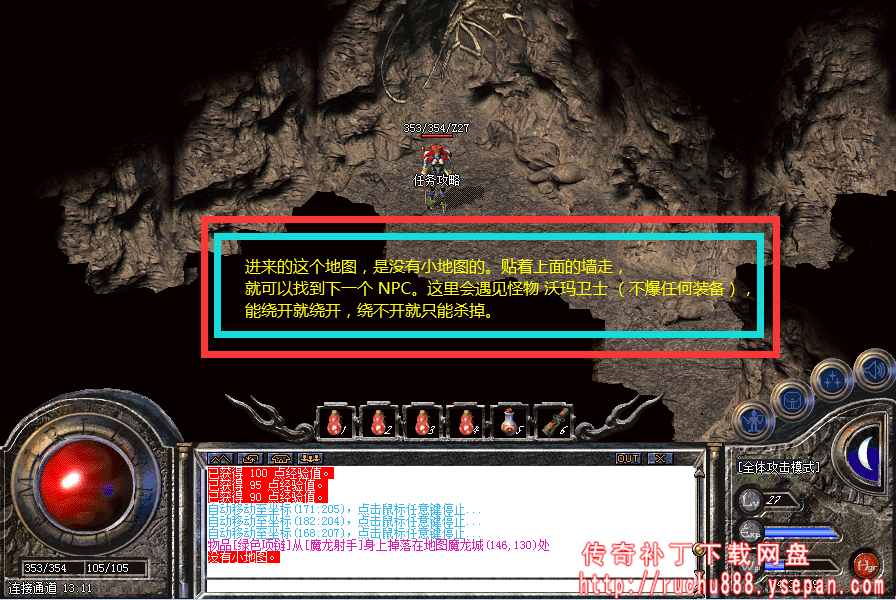 353/354/Z27
任务攻略
进来的这个地图，是没有小地图的。贴着上面的墙走，
就可以找到下一个 NPC。这里会遇见怪物 沃玛卫士 （不爆任何装备），
能绕开就绕开，绕不开就只能杀掉。
1 2 3 4 5 6
OUT
已获得 100 点经验值。
已获得 95 点经验值。
已获得 90 点经验值。
自动移动至坐标(171:205)，点击鼠标任意键停止...
自动移动至坐标(182:204)，点击鼠标任意键停止...
自动移动至坐标(168:207)，点击鼠标任意键停止...
物品[绿色项链]从[魔龙射手]身上掉落在地图魔龙城(146,130)处
没有小地图。
[全体攻击模式]
Lv 27
Exp
353/354 105/105
连接通道 13:11
传奇补丁下载网盘
http://ruchu888.ysepan.com